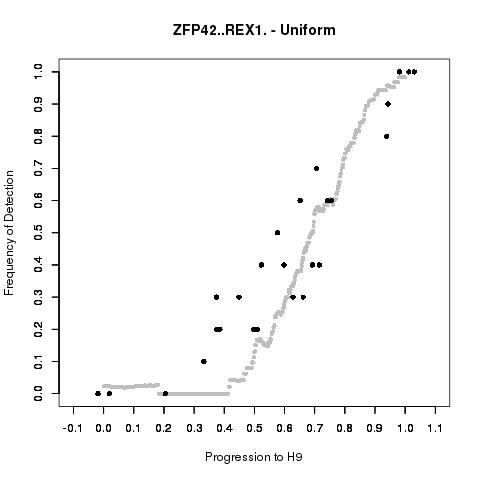 ZFP42..REX1. - Uniform
1.0
0.9
0.8
0.7
0.6
0.5
0.4
0.3
0.2
0.1
0.0
Frequency of Detection
-0.1 0.0 0.1 0.2 0.3 0.4 0.5 0.6 0.7 0.8 0.9 1.0 1.1
Progression to H9